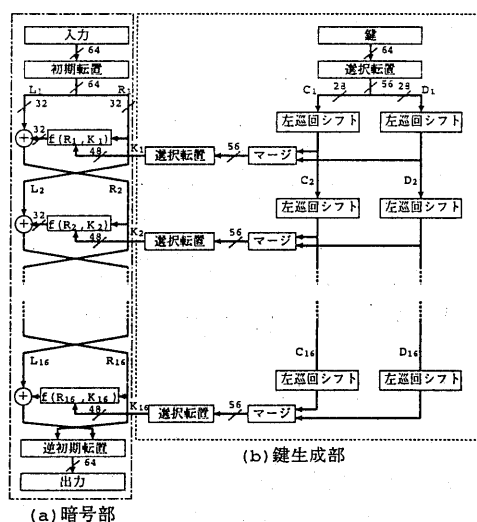 入力
64
初期転置
L1 64 R1
32 32
32 f(R1,K1)
48
K1 選択転置 56 マージ
L2 R2
32 f(R2,K2)
48
K2 選択転置 56 マージ
L16 R16
f(R16,K16)
48
K16 選択転置 56 マージ
逆初期転置
64
出力
(a)暗号部
鍵
64
選択転置
C1 28 56 28 D1
左巡回シフト 左巡回シフト
C2 D2
左巡回シフト 左巡回シフト
C16 D16
左巡回シフト 左巡回シフト
(b)鍵生成部